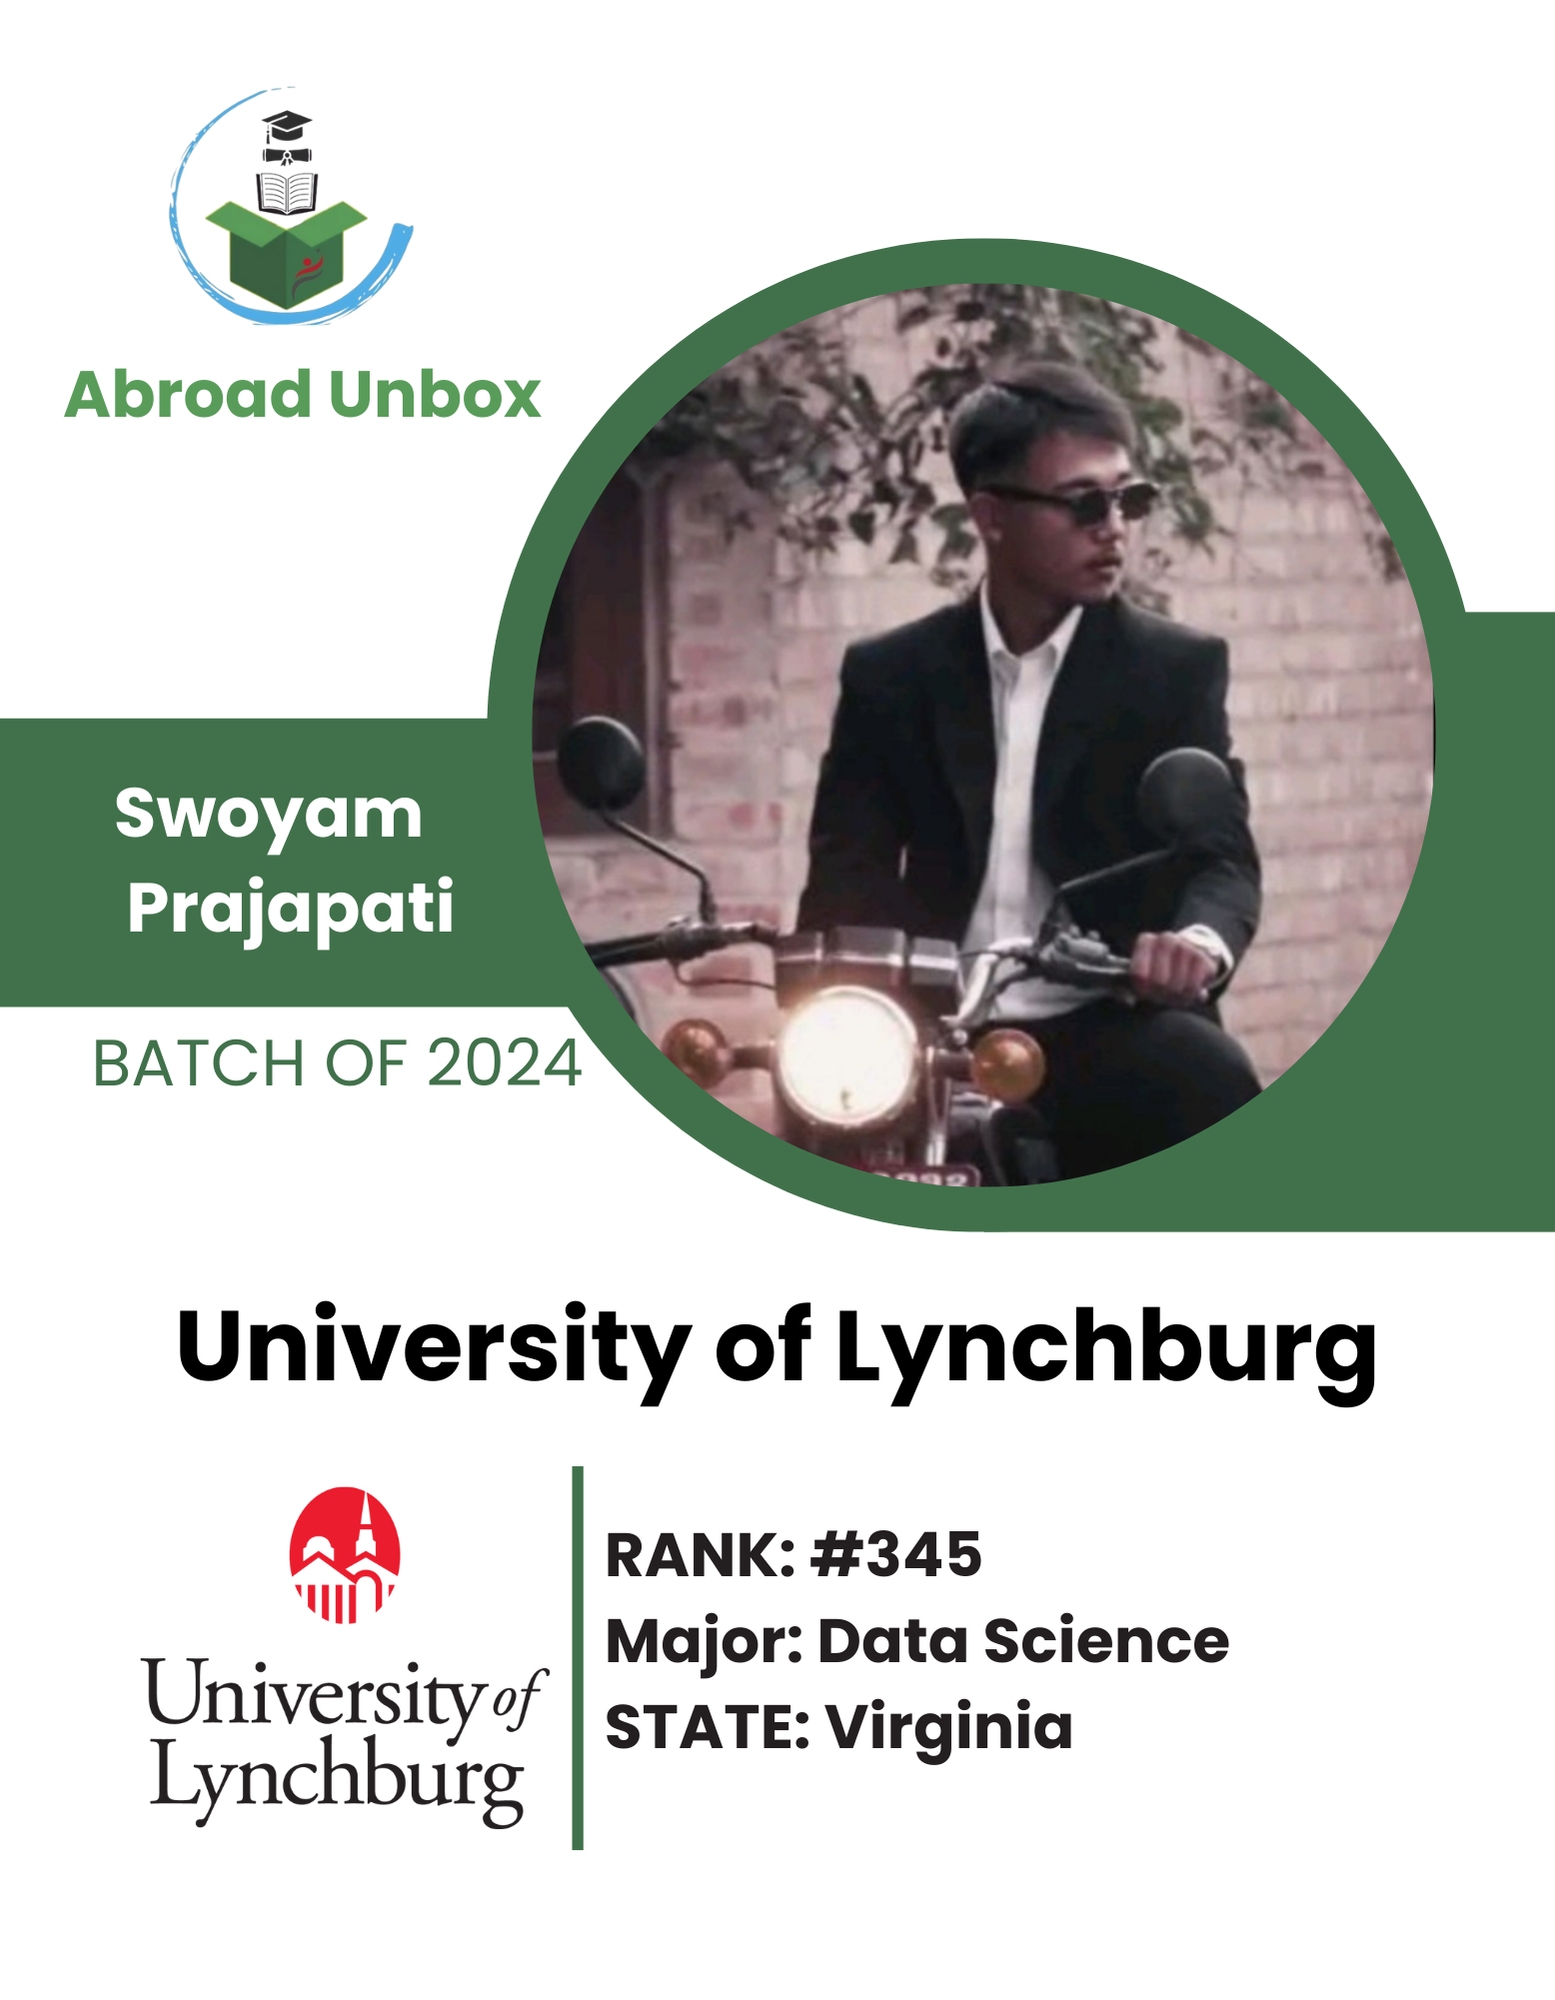 Abroad Unbox
Swoyam
Prajapati
BATCH OF 2024
University of Lynchburg
University of
Lynchburg
RANK: #345
Major: Data Science
STATE: Virginia